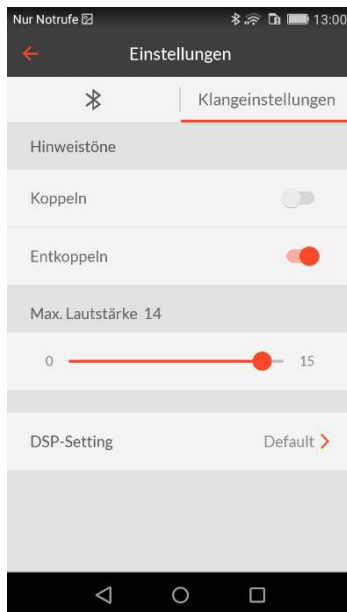 Nur Notrufe 13:00
Einstellungen
Klangeinstellungen
Hinweistöne
Koppeln
Entkoppeln
Max. Lautstärke 14
0 15
DSP-Setting Default